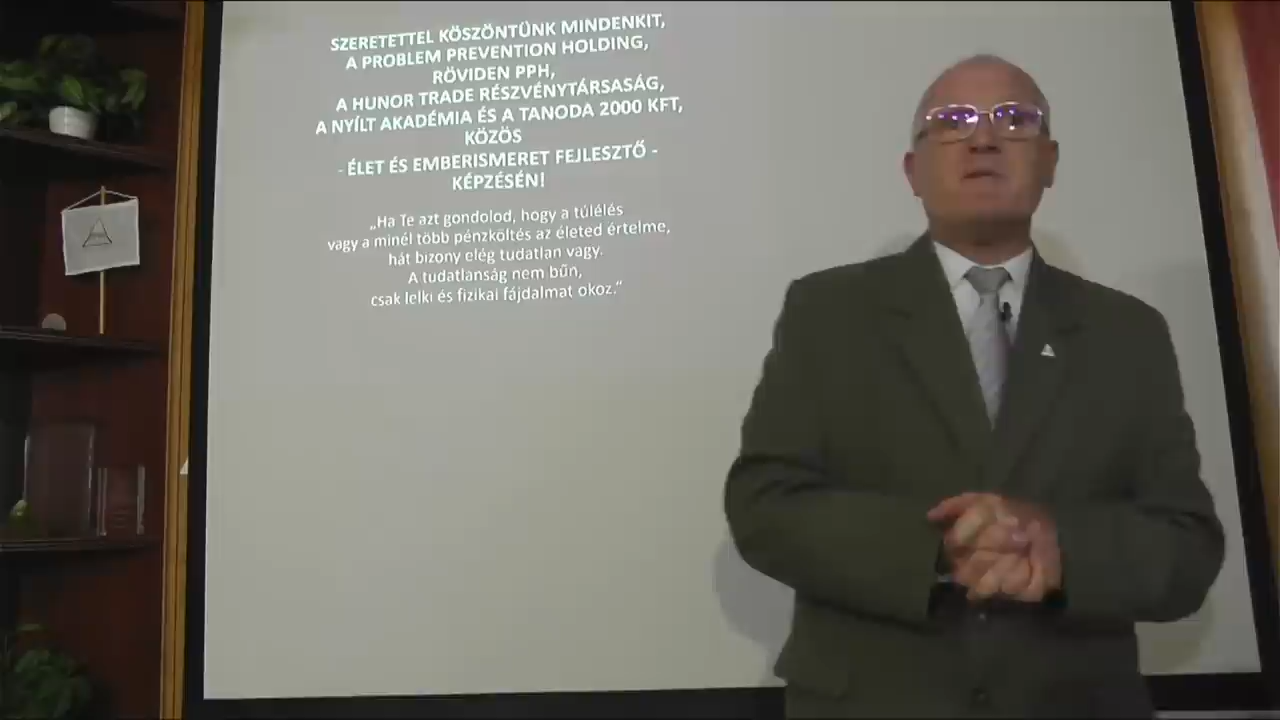 SZERETETTEL KÖSZÖNTÜNK MINDENKIT,
A PROBLEM PREVENTION HOLDING,
RÖVIDEN PPH,
A HUNOR TRADE RÉSZVÉNYTÁRSASÁG,
A NYÍLT AKADÉMIA ÉS A TANODA 2000 KFT,
KÖZÖS
- ÉLET ÉS EMBERISMERET FEJLESZTŐ -
KÉPZÉSÉN!
„Ha Te azt gondolod, hogy a túlélés
vagy a minél több pénzköltés az életed értelme,
hát bizony elég tudatlan vagy.
A tudatlanság nem bűn,
csak lelki és fizikai fájdalmat okoz.”